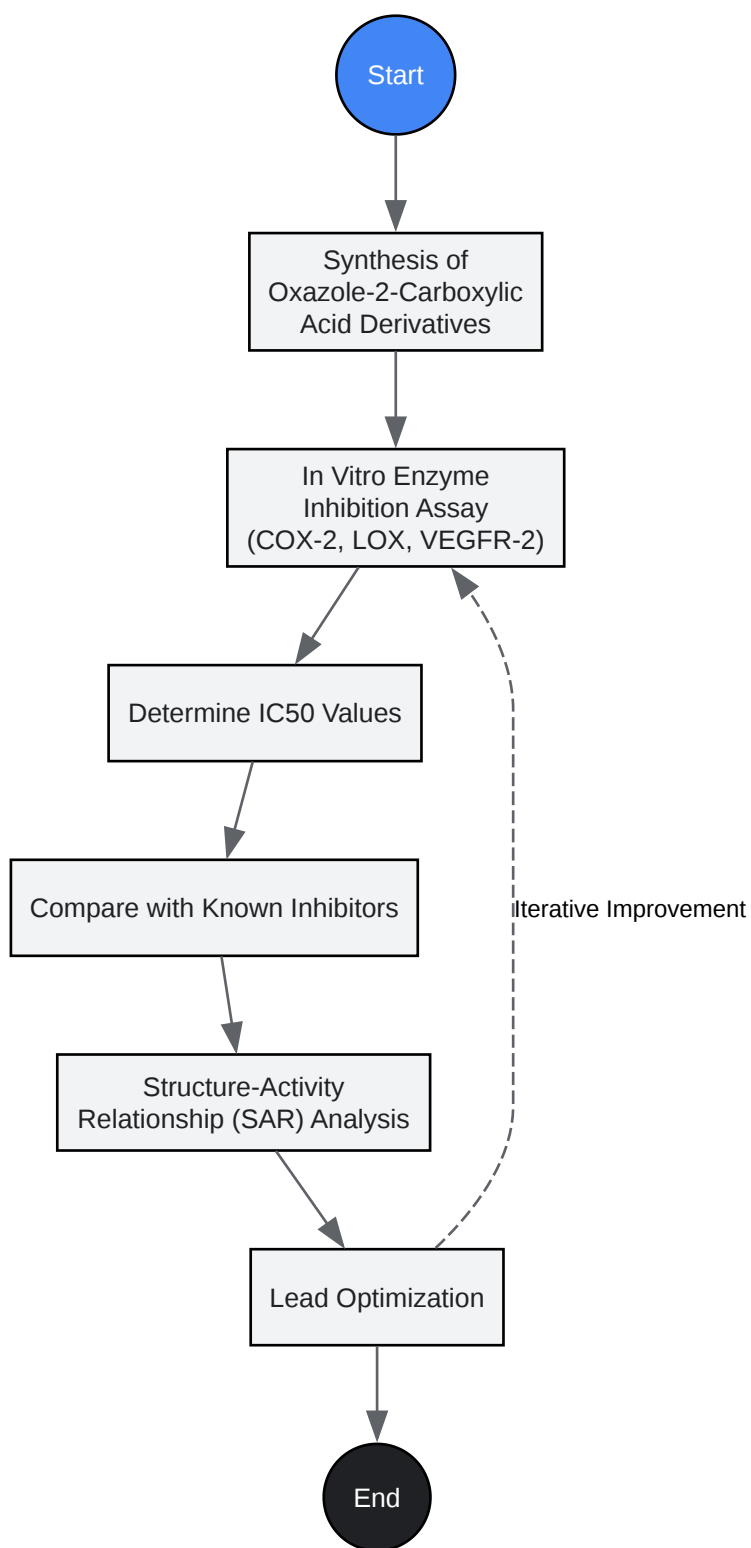 Start
Synthesis of
Oxazole-2-Carboxylic
Acid Derivatives
In Vitro Enzyme
Inhibition Assay
(COX-2, LOX, VEGFR-2)
Determine IC50 Values
Compare with Known Inhibitors
Iterative Improvement
Structure-Activity
Relationship (SAR) Analysis
Lead Optimization
End